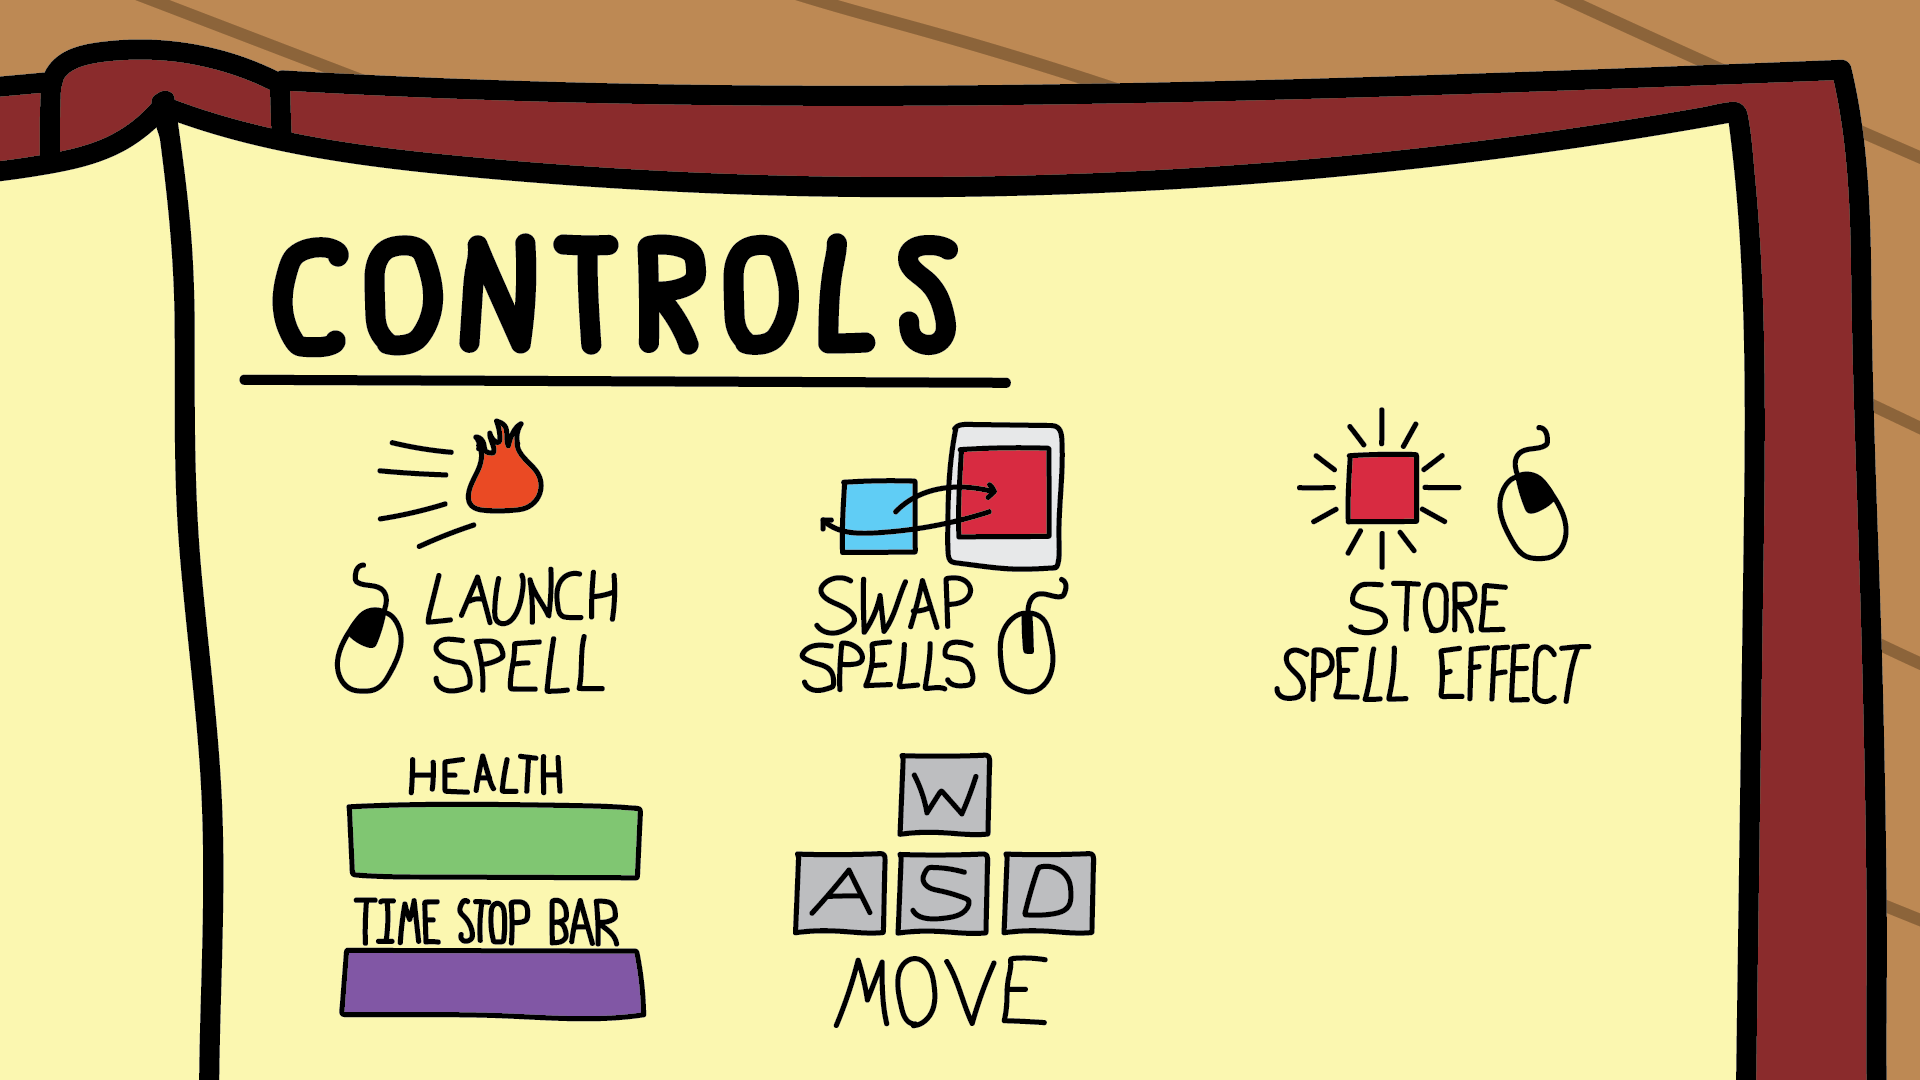 CONTROLS
LAUNCH
SPELL
SWAP
SPELLS
STORE
SPELL EFFECT
HEALTH
TIME STOP BAR
W
A S D
MOVE